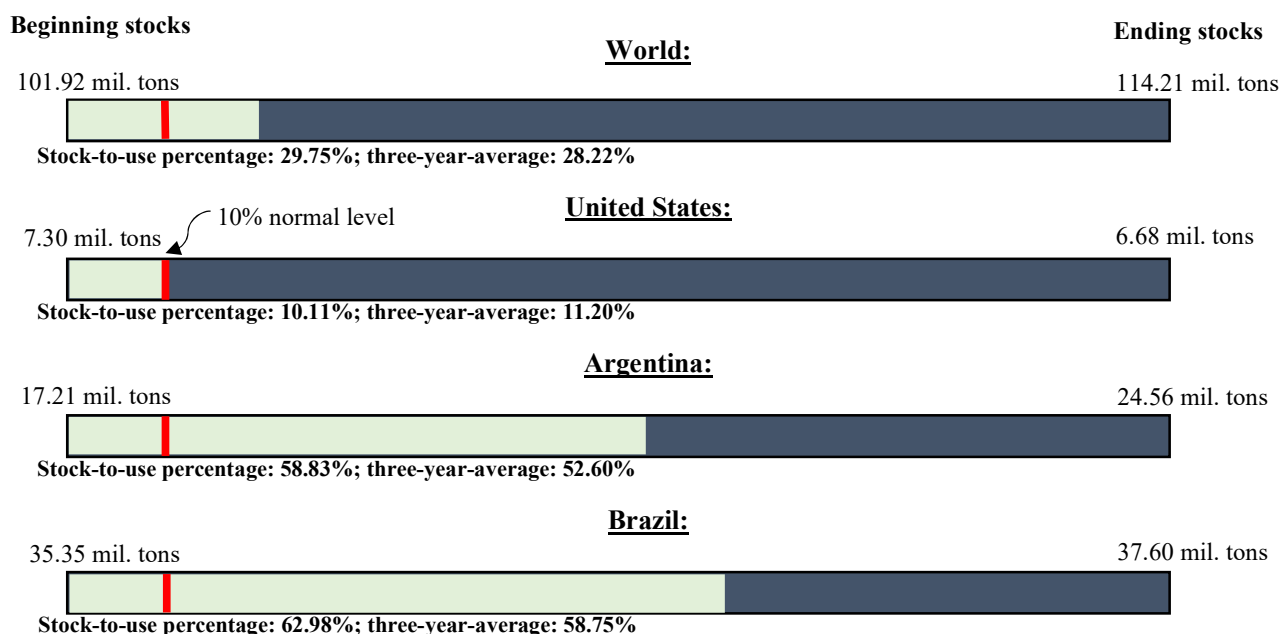 Beginning stocks
Ending stocks
World:
101.92 mil. tons
114.21 mil. tons
Stock-to-use percentage: 29.75%; three-year-average: 28.22%
United States:
10% normal level
7.30 mil. tons
6.68 mil. tons
Stock-to-use percentage: 10.11%; three-year-average: 11.20%
Argentina:
17.21 mil. tons
24.56 mil. tons
Stock-to-use percentage: 58.83%; three-year-average: 52.60%
Brazil:
35.35 mil. tons
37.60 mil. tons
Stock-to-use percentage: 62.98%; three-year-average: 58.75%